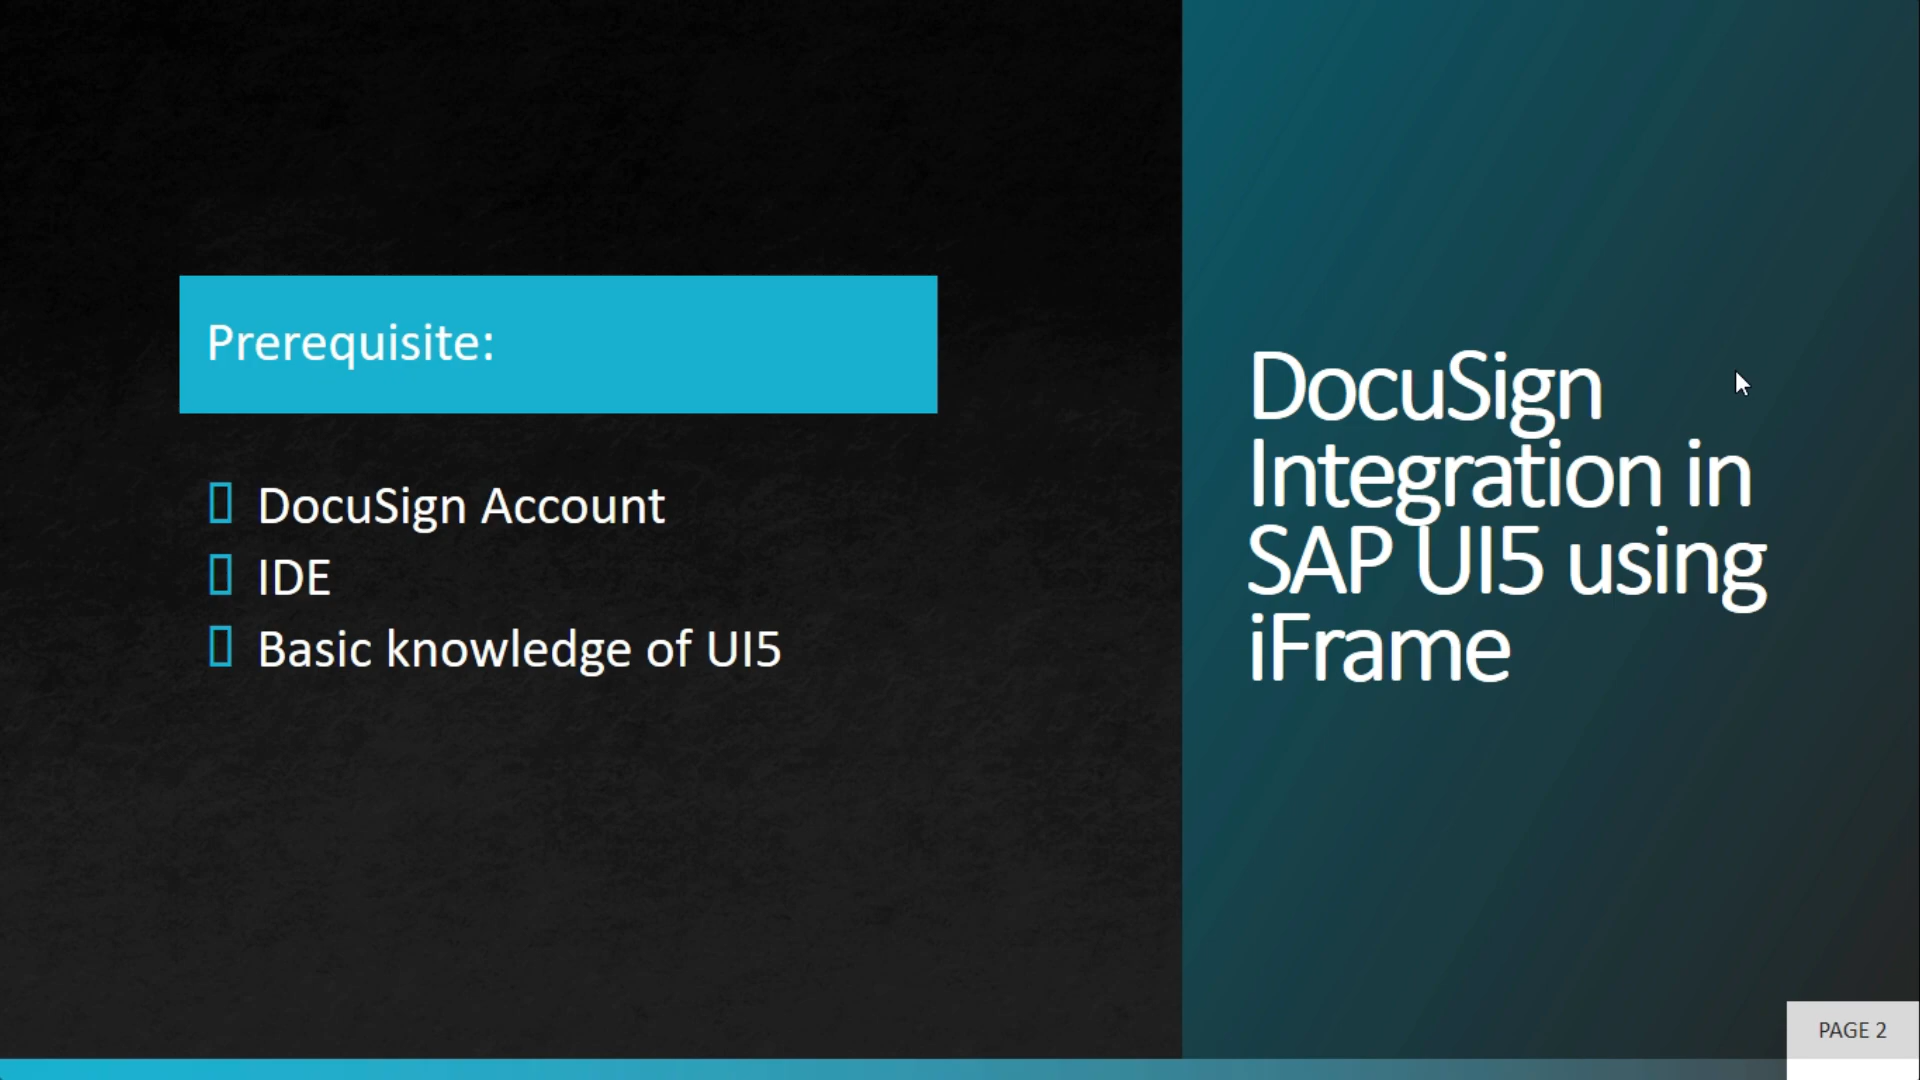 Prerequisite:
DocuSign Account
IDE
Basic knowledge of UI5
DocuSign
Integration in
SAP UI5 using
iFrame
PAGE 2